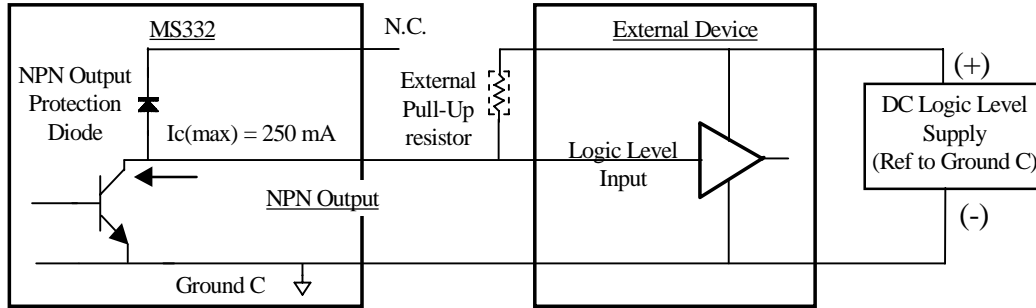 MS332
N.C.
External Device
NPN Output
Protection
Diode
External
Pull-Up
resistor
Ic(max) = 250 mA
Logic Level
Input
NPN Output
Ground C
(+)
DC Logic Level
Supply
(Ref to Ground C)
(-)